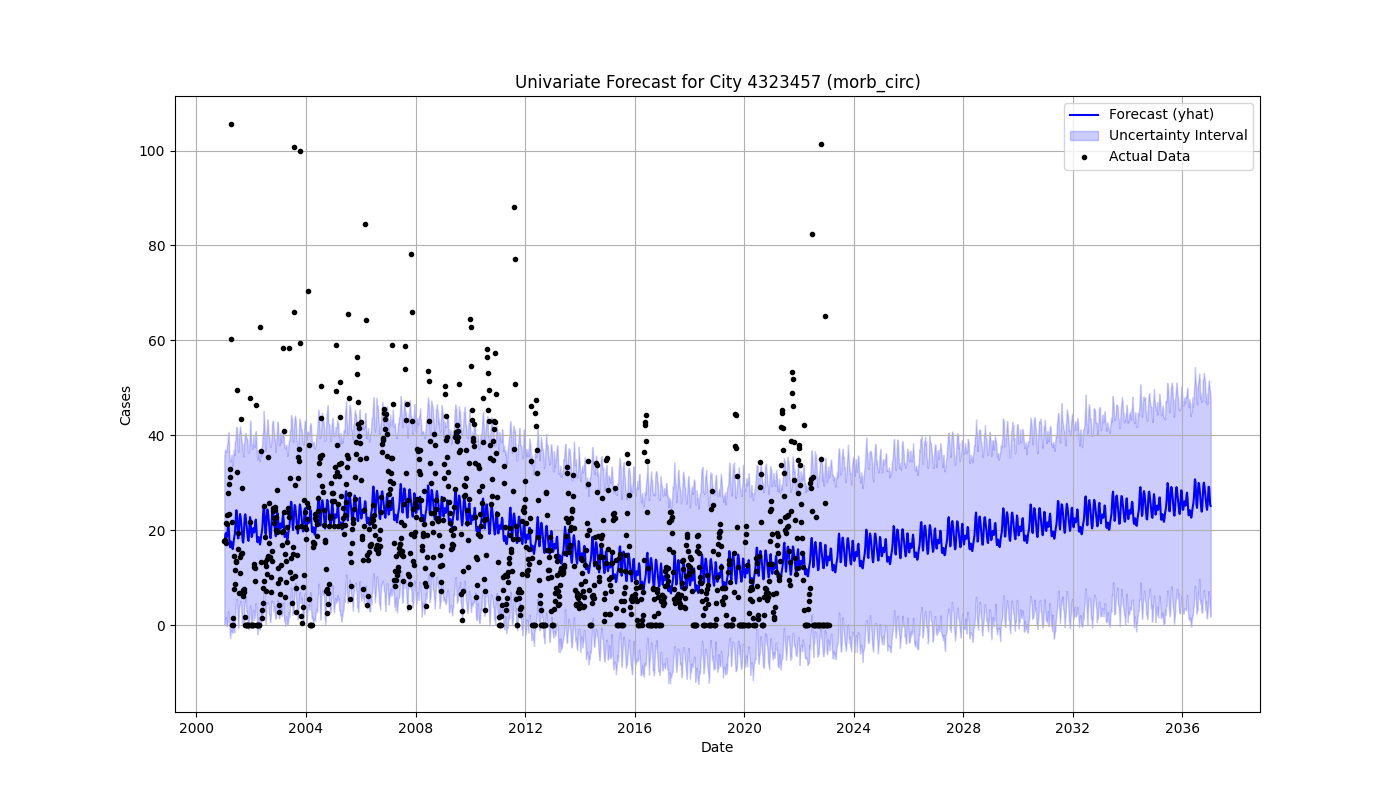 Univariate Forecast for City 4323457 (morb_circ)
Forecast (yhat)
Uncertainty Interval
Actual Data
100
80
60
40
20
0
Cases
2000 2004 2008 2012 2016 2020 2024 2028 2032 2036
Date